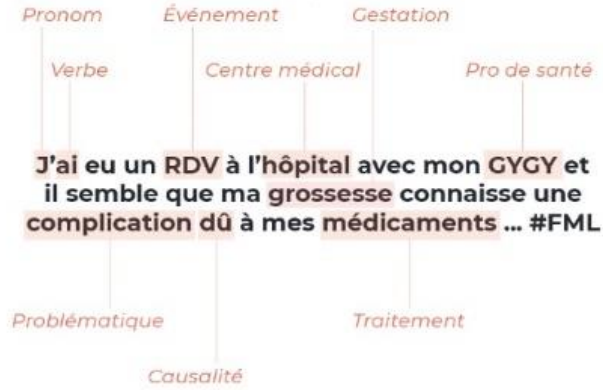 Pronom Événement Gestation
Verbe Centre médical Pro de santé
J'ai eu un RDV à l'hôpital avec mon GYGY et
il semble que ma grossesse connaisse une
complication dû à mes médicaments ... #FML
Problématique Traitement
Causalité